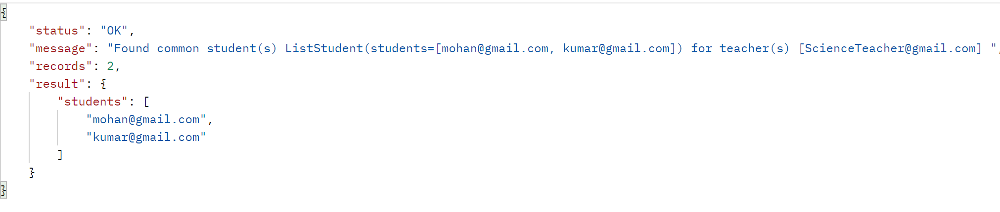 {
"status": "OK",
"message": "Found common student(s) ListStudent(students=[mohan@gmail.com, kumar@gmail.com]) for teacher(s) [ScienceTeacher@gmail.com] ",
"records": 2,
"result": {
"students": [
"mohan@gmail.com",
"kumar@gmail.com"
]
}
}